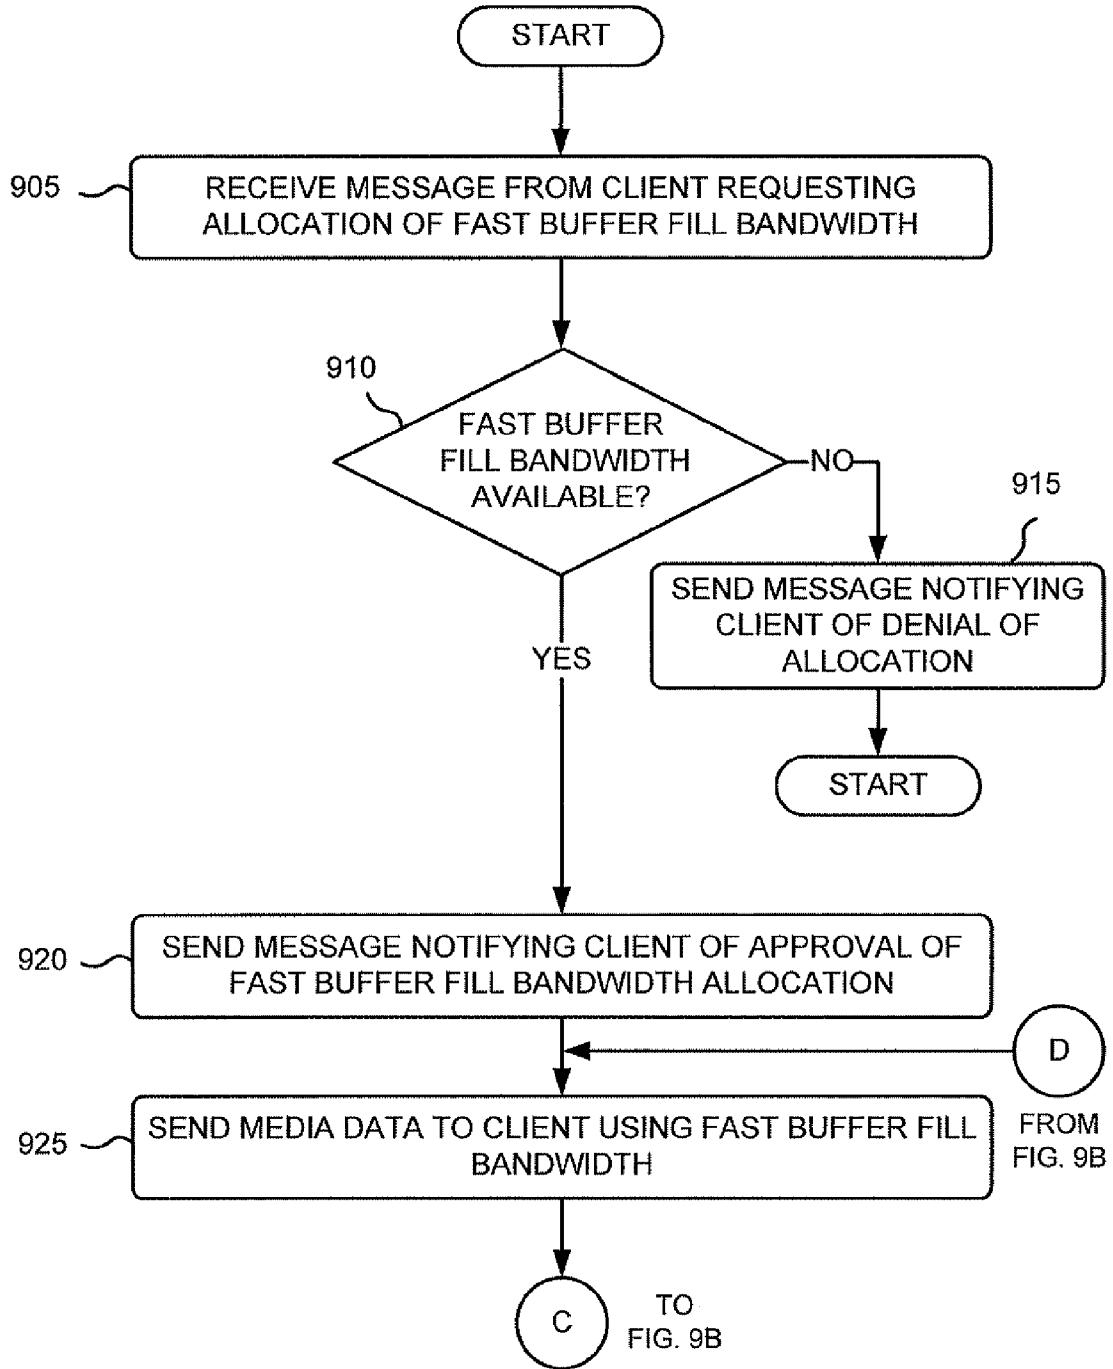 START
905
RECEIVE MESSAGE FROM CLIENT REQUESTING
ALLOCATION OF FAST BUFFER FILL BANDWIDTH
910
FAST BUFFER
FILL BANDWIDTH
AVAILABLE?
NO
915
SEND MESSAGE NOTIFYING
CLIENT OF DENIAL OF
ALLOCATION
YES
START
920
SEND MESSAGE NOTIFYING CLIENT OF APPROVAL OF
FAST BUFFER FILL BANDWIDTH ALLOCATION
D
FROM
FIG. 9B
925
SEND MEDIA DATA TO CLIENT USING FAST BUFFER FILL
BANDWIDTH
C
TO
FIG. 9B